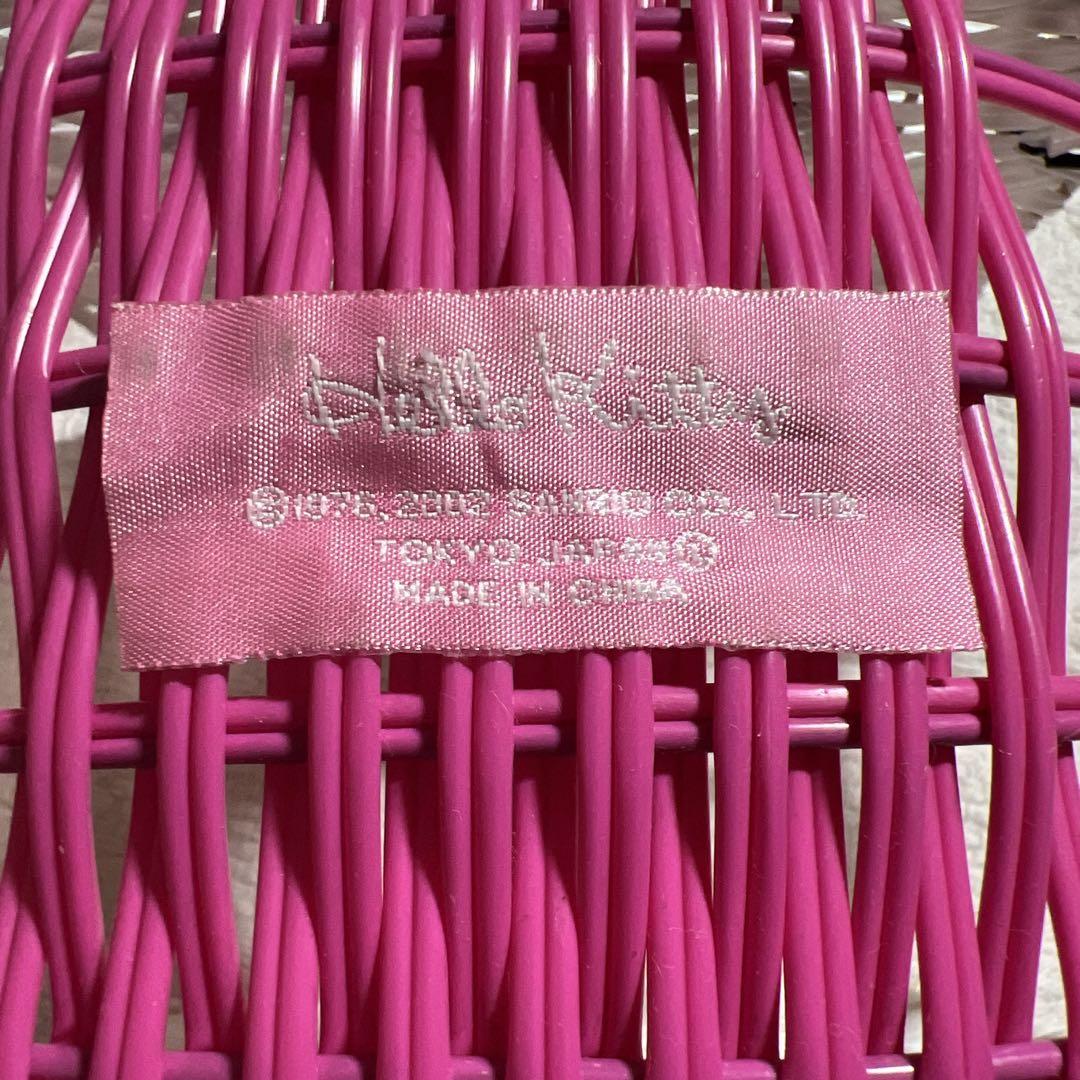 Hello Kitty
©1976, 2002 SANRIO CO., LTD.
TOKYO, JAPAN Ⓛ
MADE IN CHINA